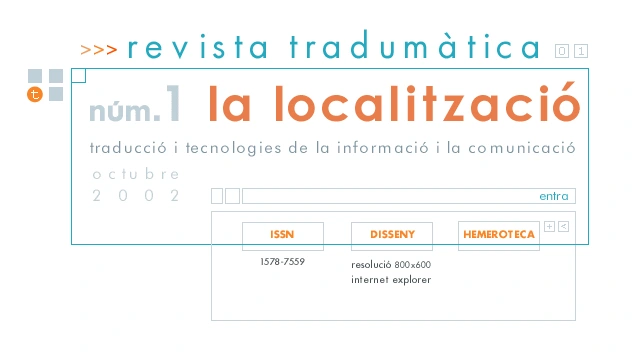 >>> revista tradumàtica 01
t
núm.1 la localització
traducció i tecnologies de la informació i la comunicació
octubre
2002
entra
+ <
ISSN DISSENY HEMEROTECA
1578-7559
resolució 800x600
internet explorer